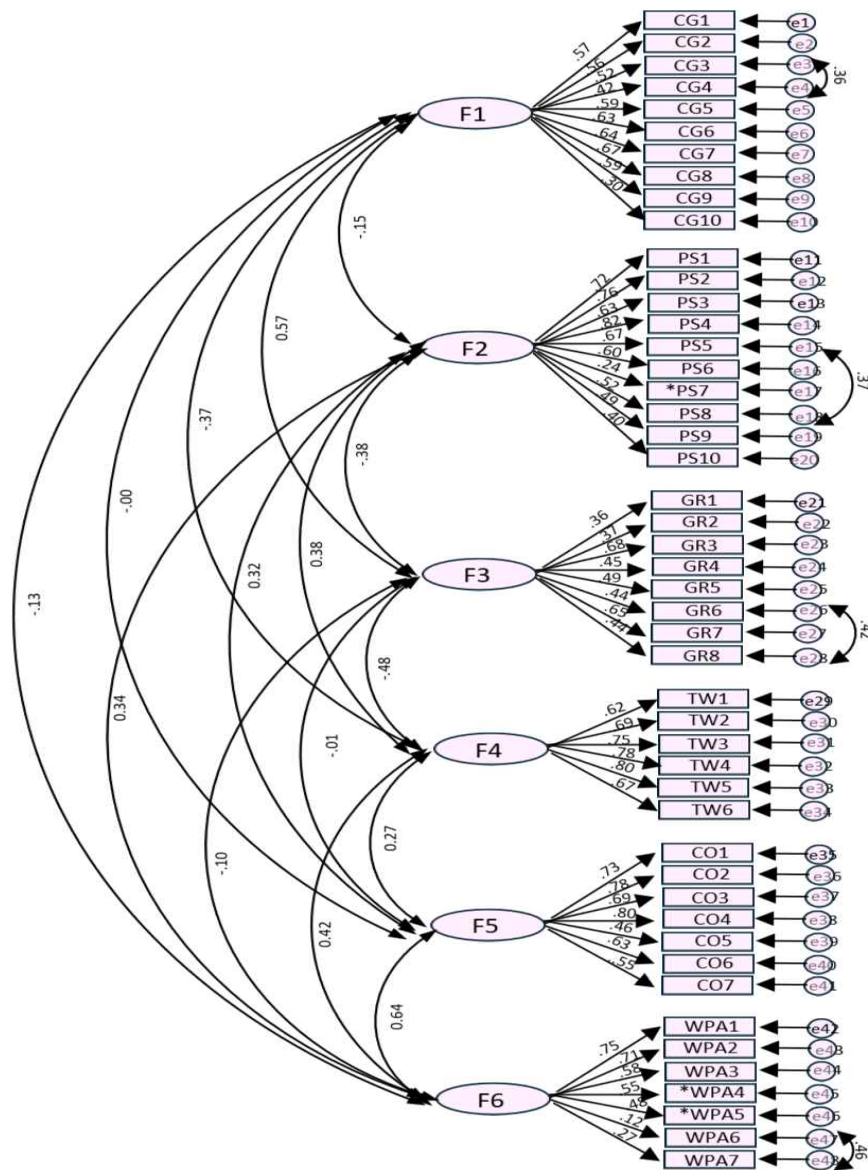 CG1 e1
.57
CG2 e2
.56
CG3 e3
.52
.36
CG4 e4
.42
CG5 e5
.59
F1
CG6 e6
.63
CG7 e7
.64
CG8 e8
.67
CG9 e9
.59
CG10 e10
.30
-.15
PS1 e11
.72
PS2 e12
.76
PS3 e13
.63
PS4 e14
.82
0.57
F2
PS5 e15
.67
PS6 e16
.60
.37
*PS7 e17
.24
PS8 e18
.52
-.37
PS9 e19
.49
PS10 e20
.40
-.38
-.00
GR1 e21
.36
GR2 e22
.37
GR3 e23
.68
0.32
0.38
F3
GR4 e24
.45
GR5 e25
.49
-.13
GR6 e26
.44
.42
GR7 e27
.65
GR8 e28
.44
-.48
0.34
TW1 e29
.62
TW2 e30
.69
-.01
F4
TW3 e31
.75
TW4 e32
.78
TW5 e33
.80
TW6 e34
.67
0.27
CO1 e35
.73
-.10
CO2 e36
.78
CO3 e37
.69
0.42
F5
CO4 e38
.80
CO5 e39
.46
CO6 e40
.63
CO7 e41
.55
0.64
WPA1 e42
.75
WPA2 e43
.71
WPA3 e44
.58
F6
*WPA4 e45
.55
*WPA5 e46
.48
WPA6 e47
.12
.46
WPA7 e48
.27